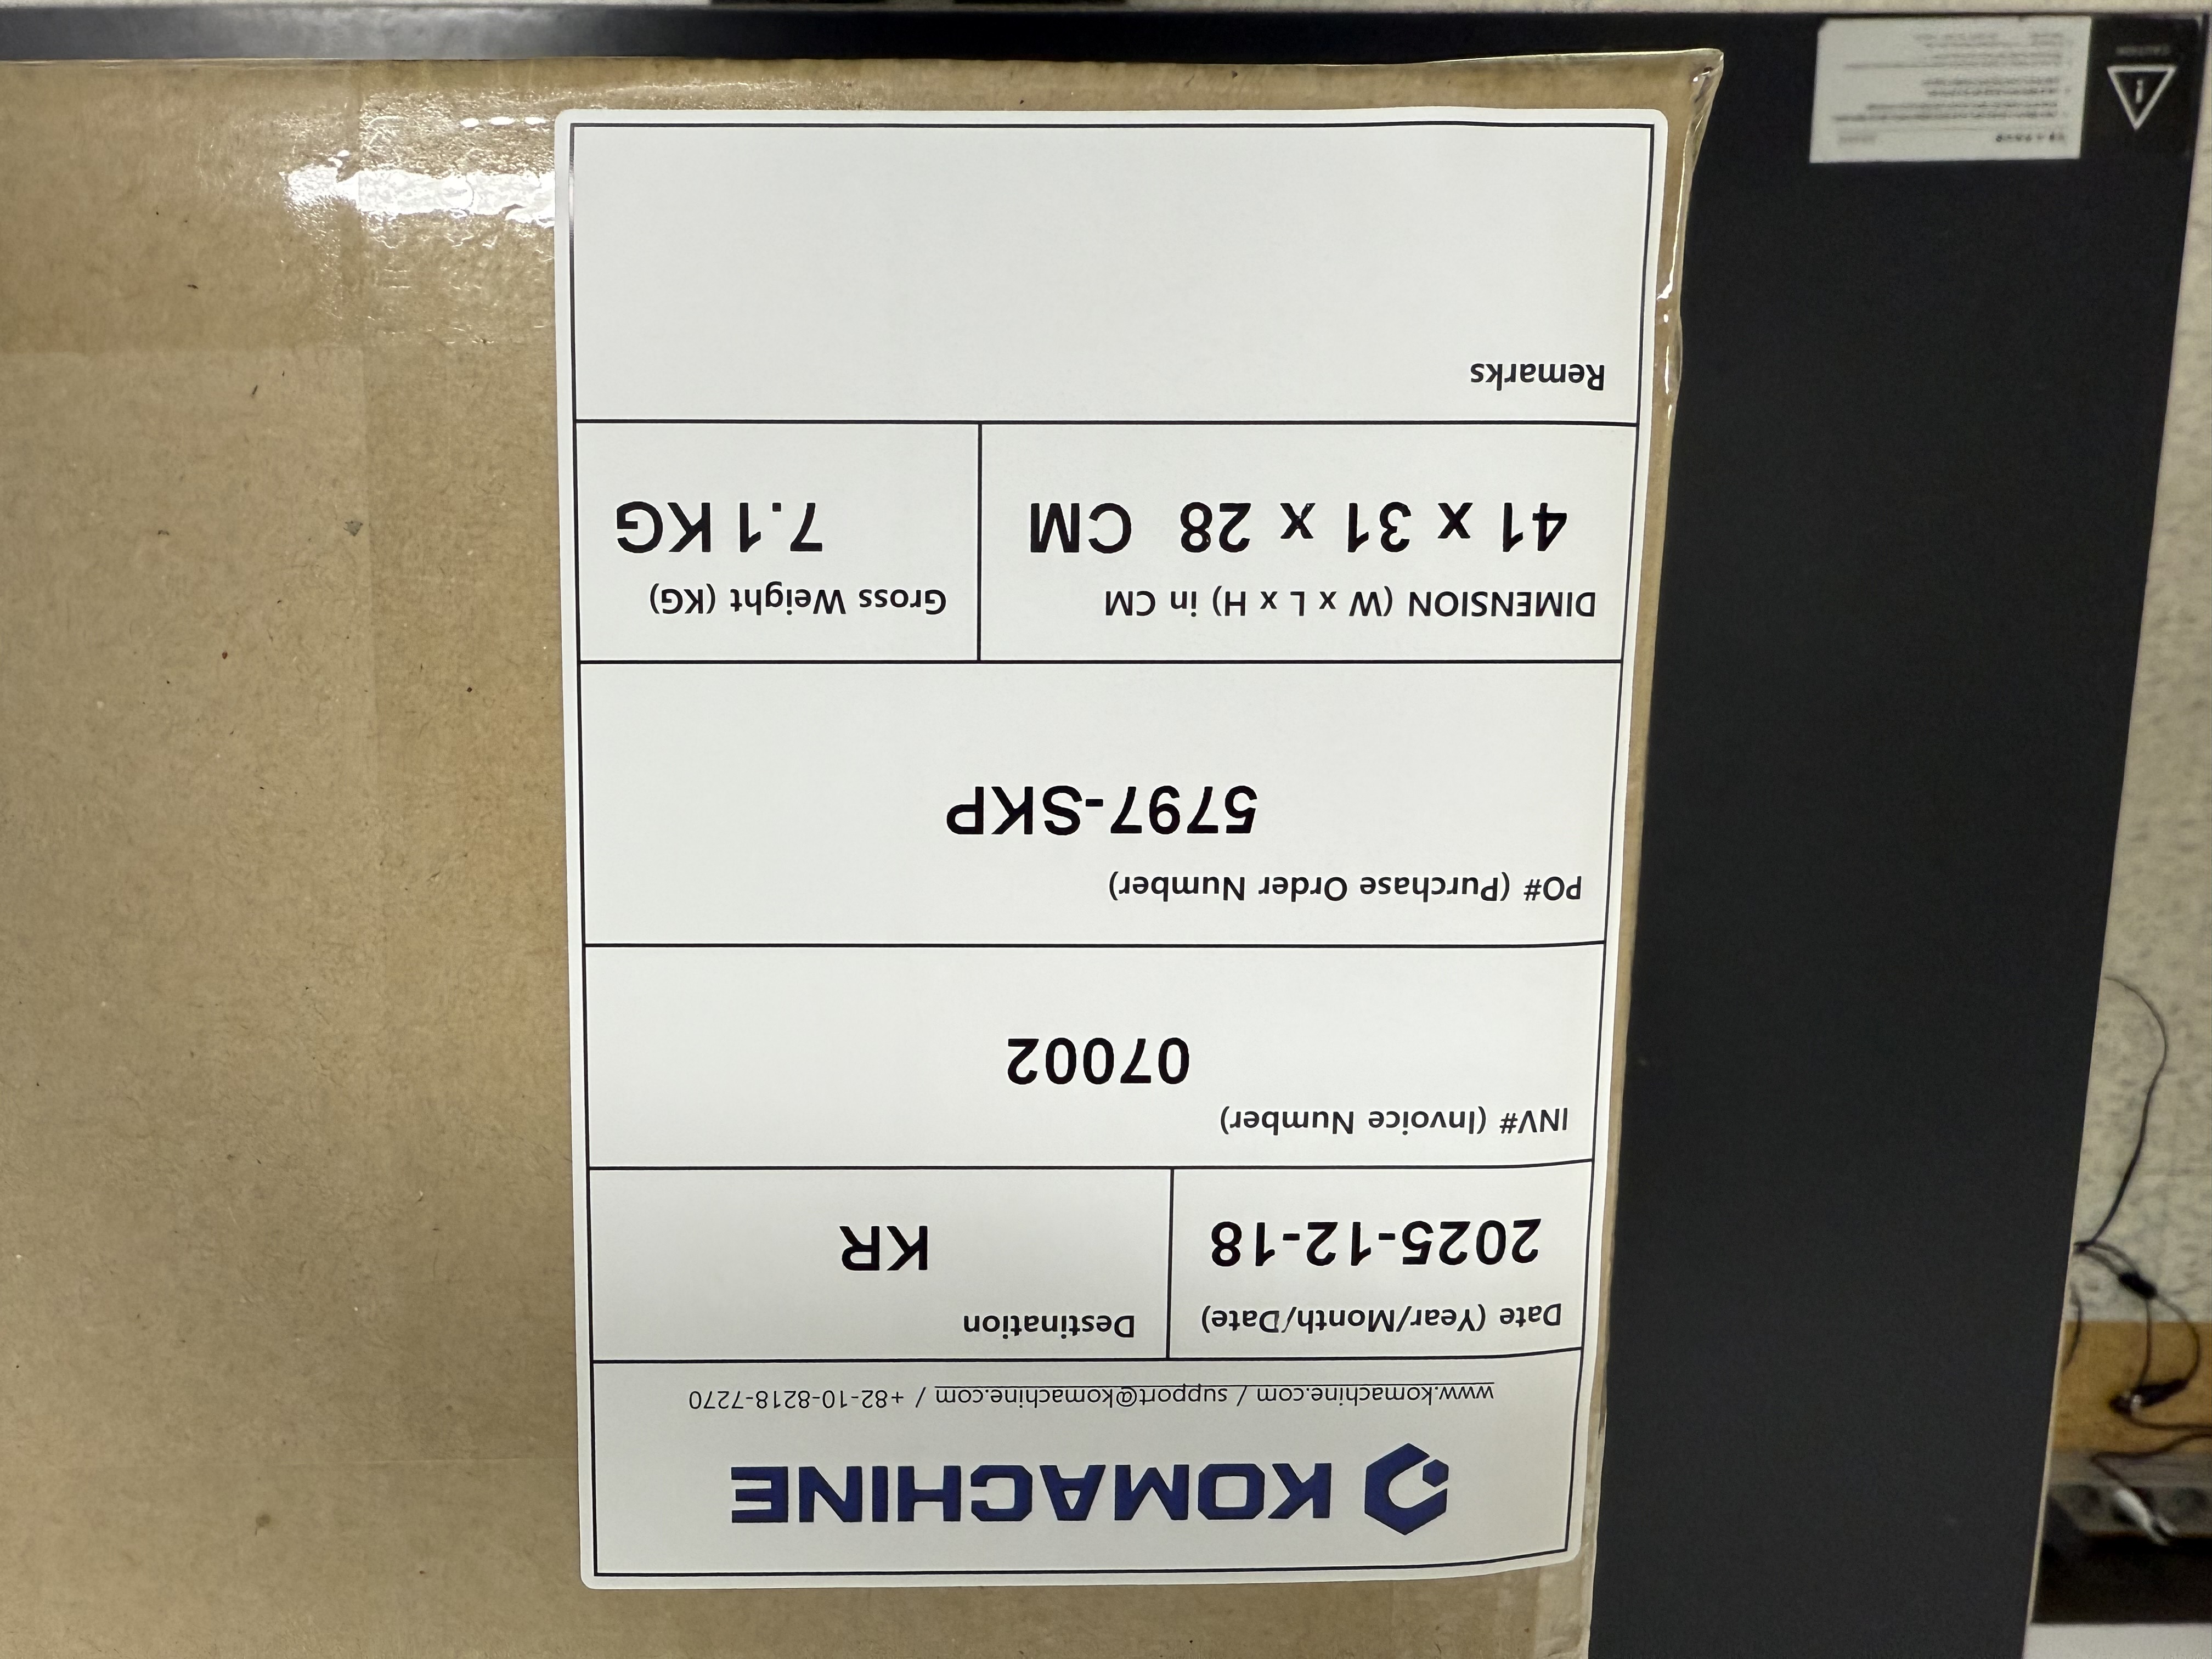 KOMACHINE
www.komachine.com / support@komachine.com / +82-10-8218-7270
Date (Year/Month/Date)
2025-12-18
Destination
KR
INV# (Invoice Number)
07002
PO# (Purchase Order Number)
5797-SKP
DIMENSION (W x L x H) in CM
41 x 31 x 28 CM
Gross Weight (KG)
7.1 KG
Remarks